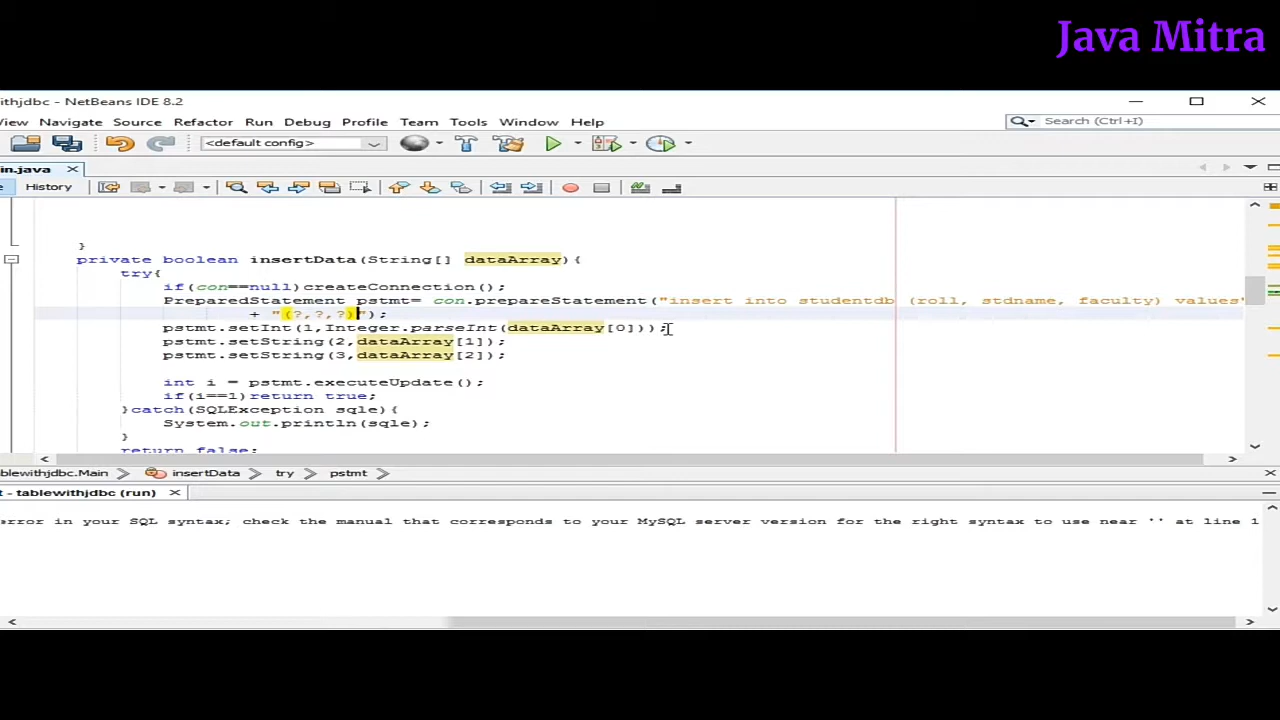 Java Mitra
ithjdbc - NetBeans IDE 8.2
View Navigate Source Refactor Run Debug Profile Team Tools Window Help
<default config>
Search (Ctrl+I)
in.java
History
}
private boolean insertData(String[] dataArray){
try{
if(con==null)createConnection();
PreparedStatement pstmt= con.prepareStatement("insert into studentdb (roll, stdname, faculty) values"
+ "(?,?,?)");
pstmt.setInt(1,Integer.parseInt(dataArray[0]));
pstmt.setString(2,dataArray[1]);
pstmt.setString(3,dataArray[2]);
int i = pstmt.executeUpdate();
if(i==1)return true;
}catch(SQLException sqle){
System.out.println(sqle);
}
return false;
blewithjdbc.Main insertData try pstmt
t - tablewithjdbc (run)
error in your SQL syntax; check the manual that corresponds to your MySQL server version for the right syntax to use near '' at line 1